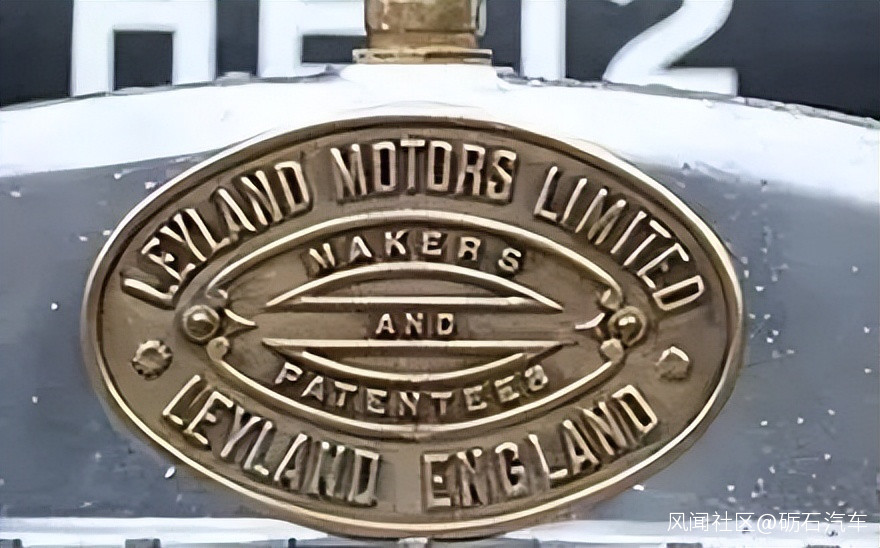 LEYLAND MOTORS LIMITED
MAKERS
AND
PATENTEES
LEYLAND ENGLAND
风闻社区@砺石汽车